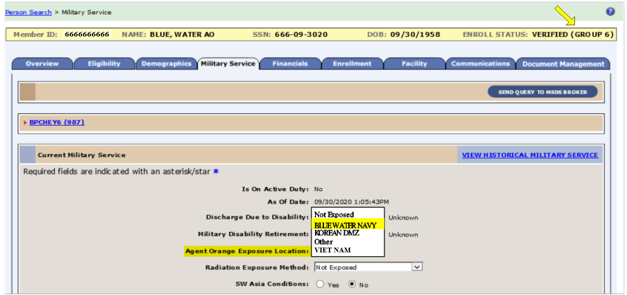 Person Search > Military Service
Member ID: 6666666666 NAME: BLUE, WATER AO SSN: 666-09-3020 DOB: 09/30/1958 ENROLL STATUS: VERIFIED (GROUP 6)
Overview Eligibility Demographics Military Service Financials Enrollment Facility Communications Document Management
SEND QUERY TO MSDS BROKER
BPCHEY6 (987)
Current Military Service VIEW HISTORICAL MILITARY SERVICE
Required fields are indicated with an asterisk/star *
Is On Active Duty: No
As Of Date: 09/30/2020 1:05:43PM
Discharge Due to Disability: Not Exposed Unknown
BLUE WATER NAVY
Military Disability Retirement: KOREAN DMZ Unknown
Other
Agent Orange Exposure Location: VIET NAM
Radiation Exposure Method: Not Exposed
SW Asia Conditions: Yes No